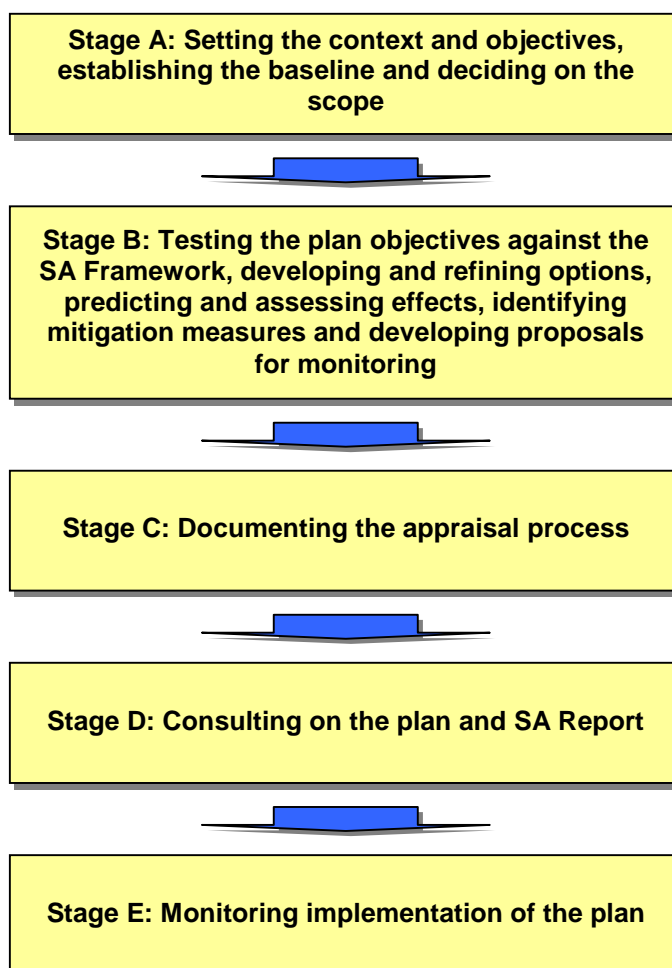 Stage A: Setting the context and objectives,
establishing the baseline and deciding on the
scope
Stage B: Testing the plan objectives against the
SA Framework, developing and refining options,
predicting and assessing effects, identifying
mitigation measures and developing proposals
for monitoring
Stage C: Documenting the appraisal process
Stage D: Consulting on the plan and SA Report
Stage E: Monitoring implementation of the plan